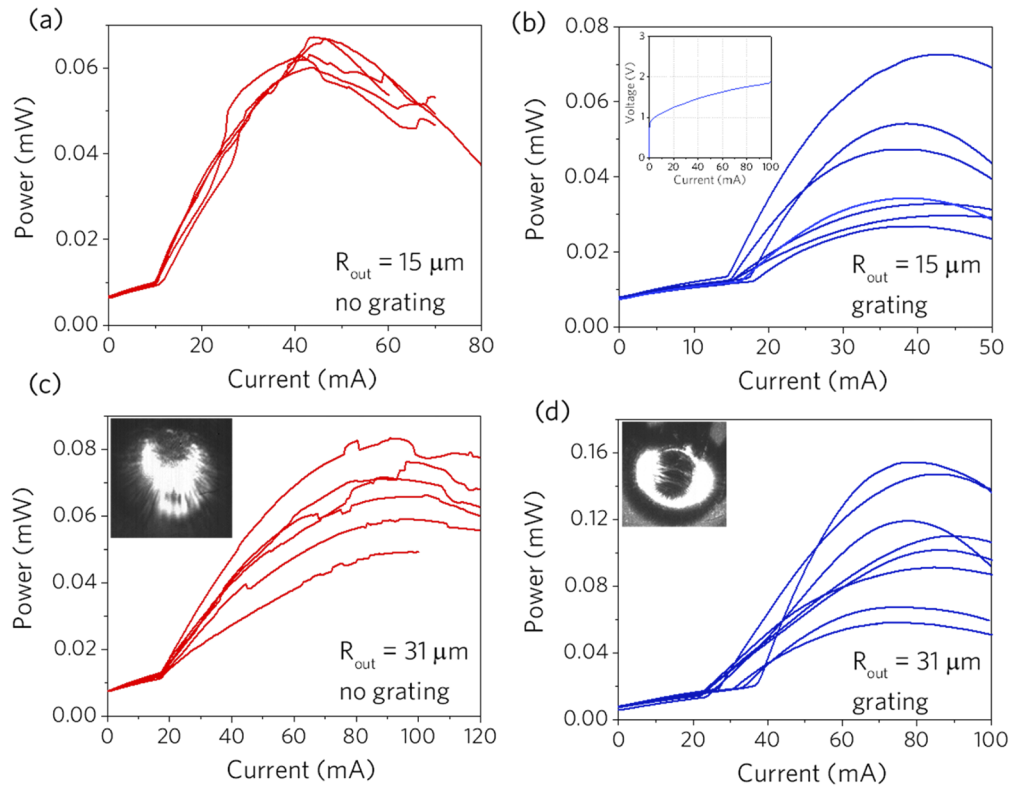 (a)
0.06
0.04
0.02
0.00
Power (mW)
0 20 40 60 80
Current (mA)
R_out = 15 µm
no grating
(b)
0.08
0.06
0.04
0.02
0.00
Power (mW)
0 10 20 30 40 50
Current (mA)
3
2
1
0
Voltage (V)
0 20 40 60 80 100
Current (mA)
R_out = 15 µm
grating
(c)
0.08
0.06
0.04
0.02
0.00
Power (mW)
0 20 40 60 80 100 120
Current (mA)
R_out = 31 µm
no grating
(d)
0.16
0.12
0.08
0.04
0.00
Power (mW)
0 20 40 60 80 100
Current (mA)
R_out = 31 µm
grating